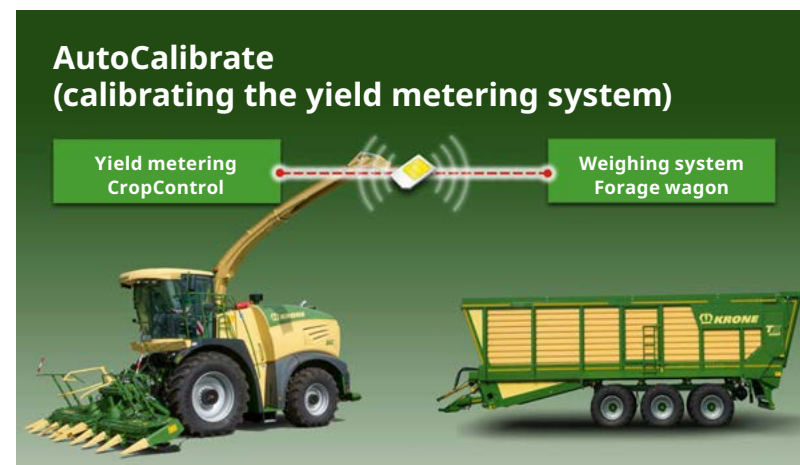 AutoCalibrate
(calibrating the yield metering system)
Yield metering
CropControl
Weighing system
Forage wagon
KRONE
KRONE